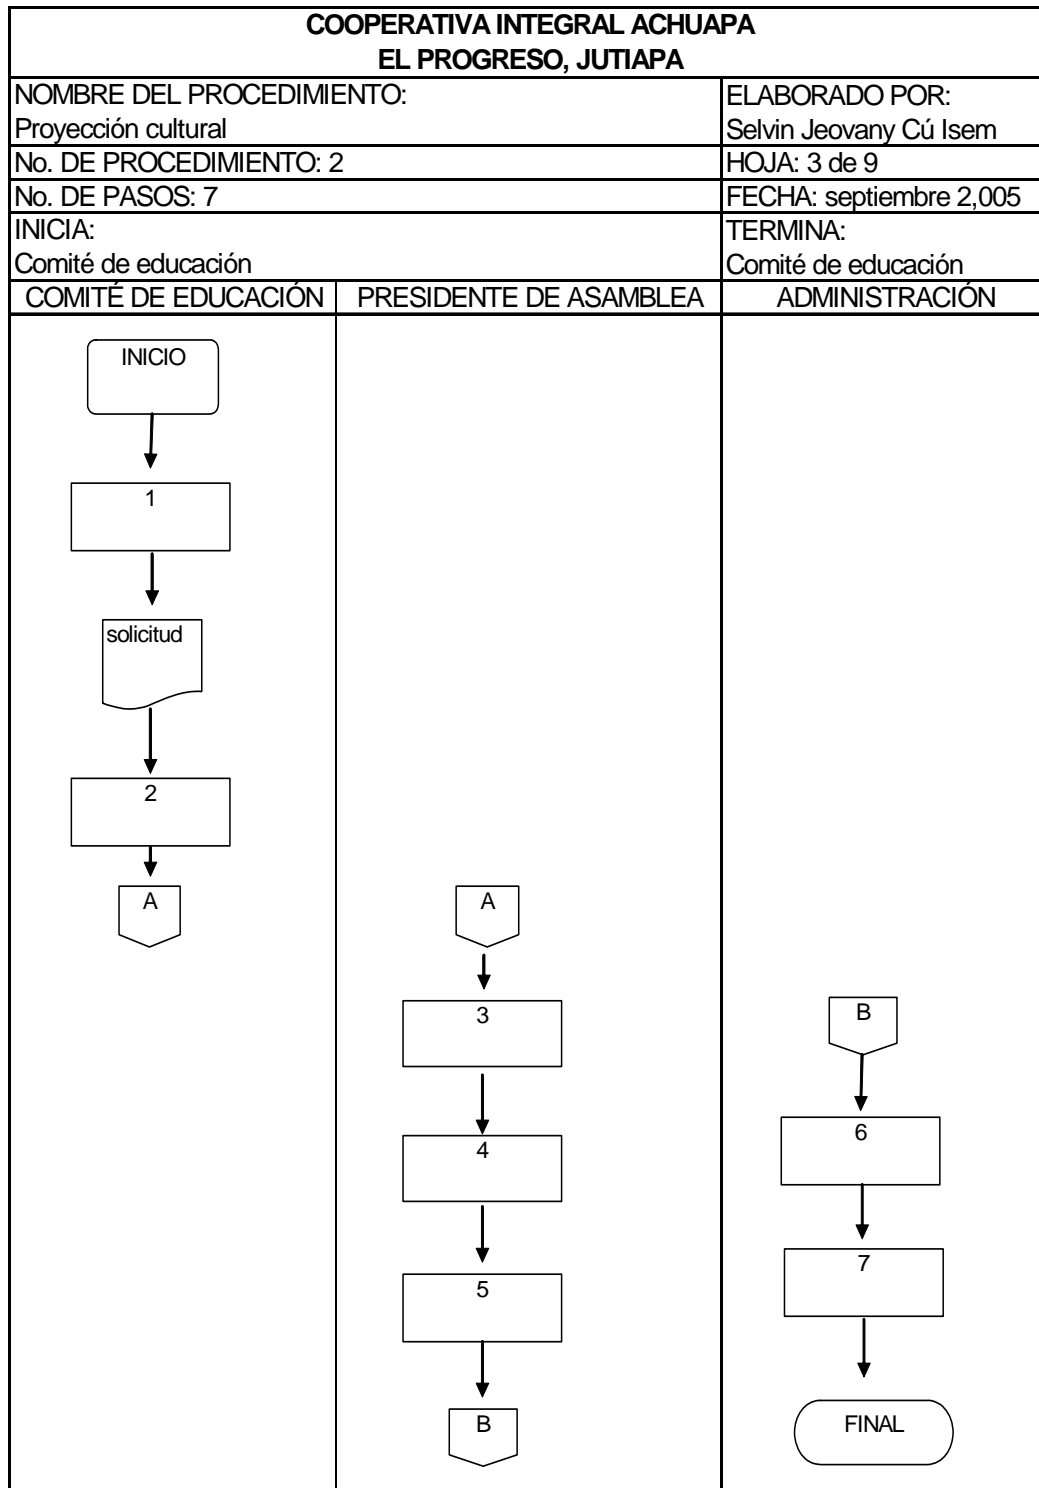 COOPERATIVA INTEGRAL ACHUAPA
EL PROGRESO, JUTIAPA
NOMBRE DEL PROCEDIMIENTO:
Proyección cultural
ELABORADO POR:
Selvin Jeovany Cú Isem
No. DE PROCEDIMIENTO: 2
HOJA: 3 de 9
No. DE PASOS: 7
FECHA: septiembre 2,005
INICIA:
Comité de educación
TERMINA:
Comité de educación
COMITÉ DE EDUCACIÓN
PRESIDENTE DE ASAMBLEA
ADMINISTRACIÓN
INICIO
1
solicitud
2
A
A
3
4
5
B
B
6
7
FINAL